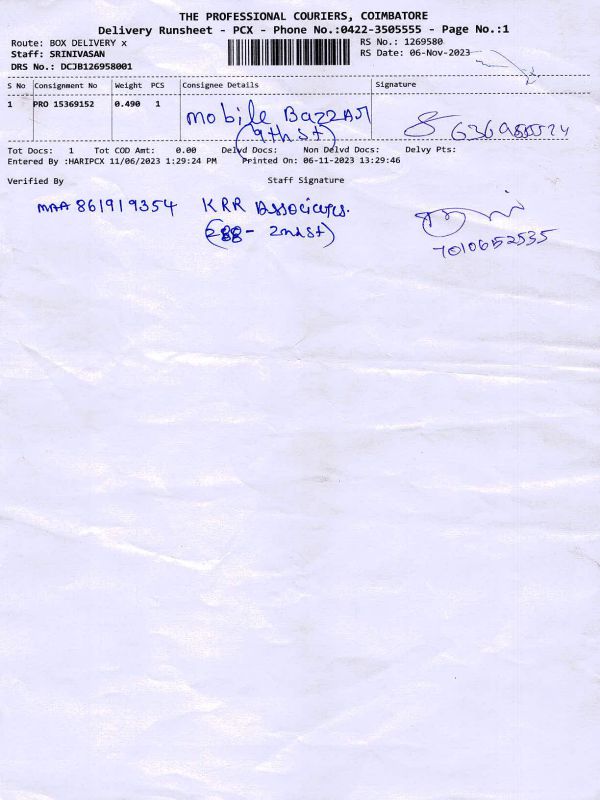 THE PROFESSIONAL COURIERS, COIMBATORE
Delivery Runsheet - PCX - Phone No.:0422-3505555 - Page No.:1
Route: BOX DELIVERY x
RS No.: 1269580
Staff: SRINIVASAN
RS Date: 06-Nov-2023
DRS No.: DCJB126958001
S No Consignment No Weight PCS Consignee Details Signature
1 PRO 15369152 0.490 1
mobile Bazzar
(9th st)
Tot Docs: 1 Tot COD Amt: 0.00 Delvd Docs: Non Delvd Docs: Delvy Pts:
Entered By :HARIPCX 11/06/2023 1:29:24 PM Printed On: 06-11-2023 13:29:46
Verified By Staff Signature
MAA 861919354 KRR Associates.
2nd st)
7010652535